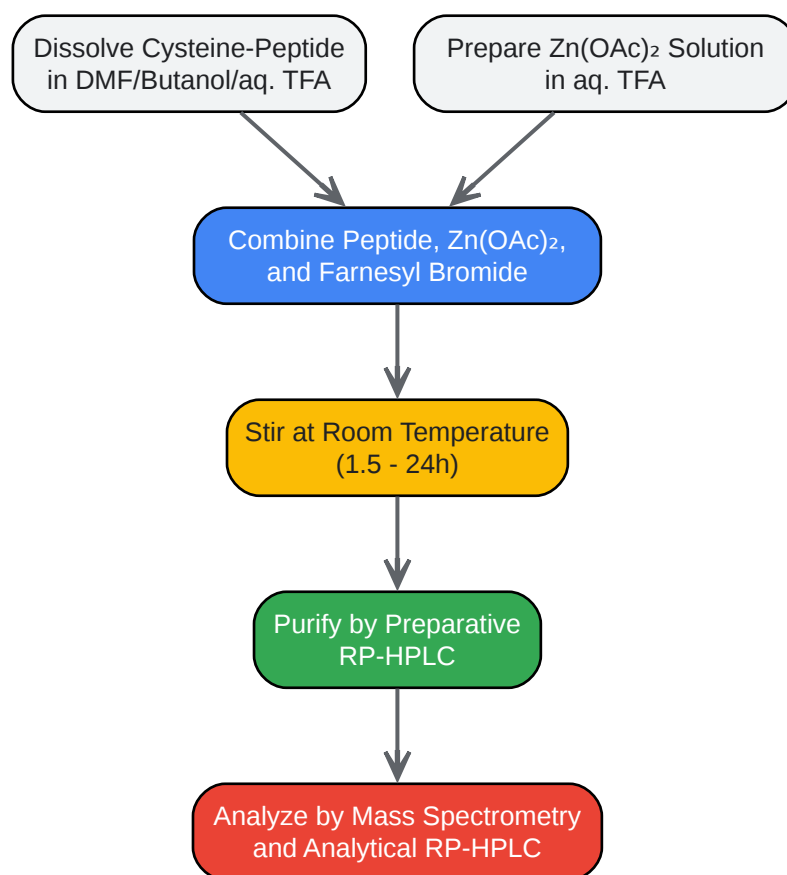 Dissolve Cysteine-Peptide
in DMF/Butanol/aq. TFA
Prepare Zn(OAc)₂ Solution
in aq. TFA
Combine Peptide, Zn(OAc)₂,
and Farnesyl Bromide
Stir at Room Temperature
(1.5 - 24h)
Purify by Preparative
RP-HPLC
Analyze by Mass Spectrometry
and Analytical RP-HPLC